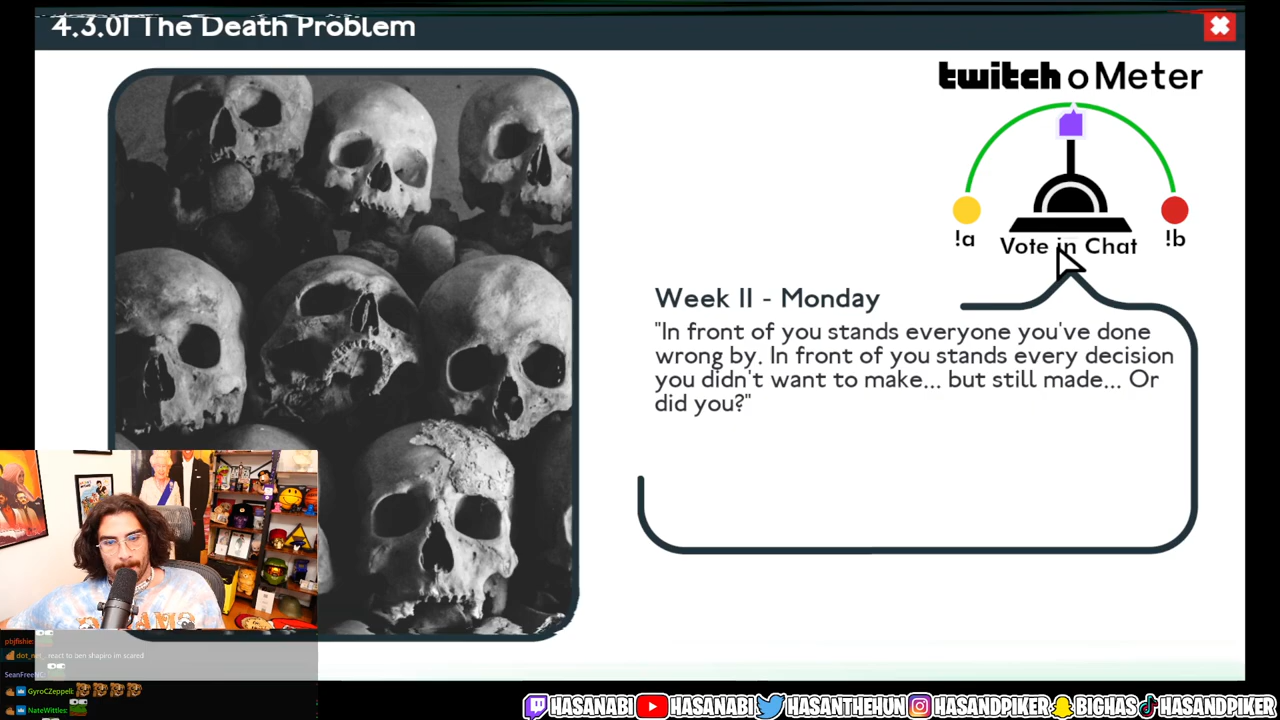 4.3.01 The Death Problem
twitch o Meter
!a
Vote in Chat
!b
Week II - Monday
"In front of you stands everyone you've done
wrong by. In front of you stands every decision
you didn't want to make... but still made... Or
did you?"
pbjfishie:
dot_not_: react to ben shapiro im scared
GyroCZeppeli:
NateWittles:
HASANABI HASANABI HASANTHEHUN HASANDPIKER BIGHAS HASANDPIKER